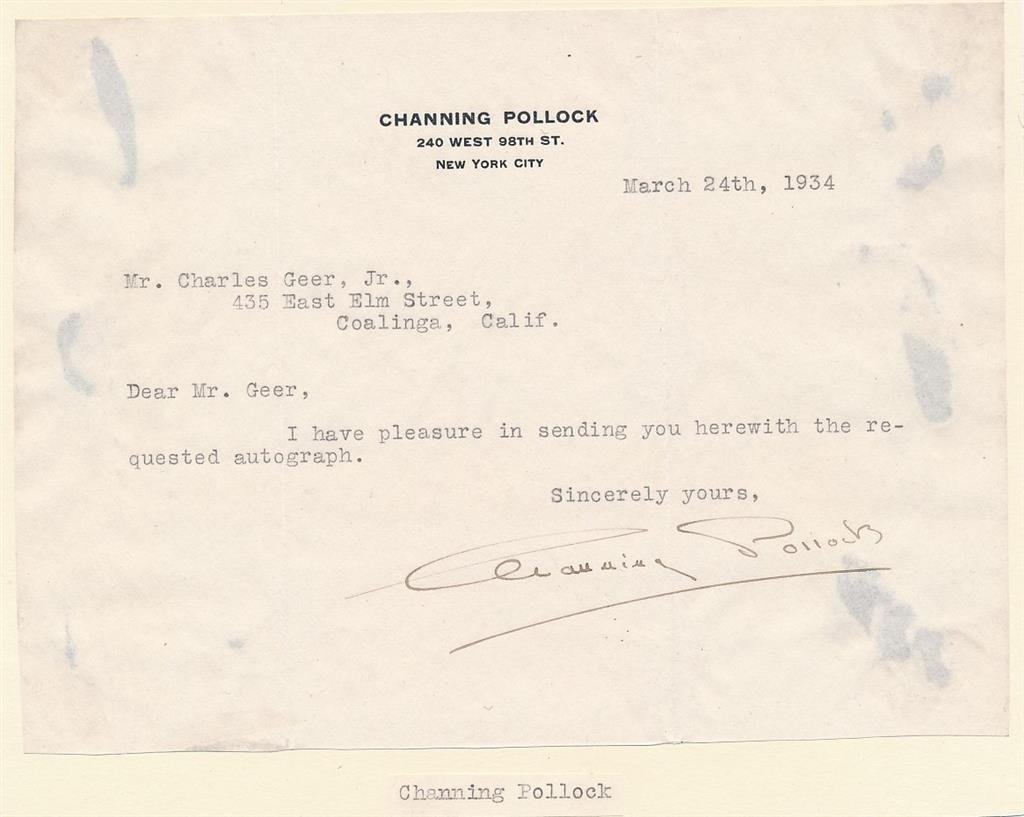 CHANNING POLLOCK
240 WEST 98TH ST.
NEW YORK CITY
March 24th, 1934
Mr. Charles Geer, Jr.,
435 East Elm Street,
Coalinga, Calif.
Dear Mr. Geer,
I have pleasure in sending you herewith the re-
quested autograph.
Sincerely yours,
Channing Pollock
Channing Pollock